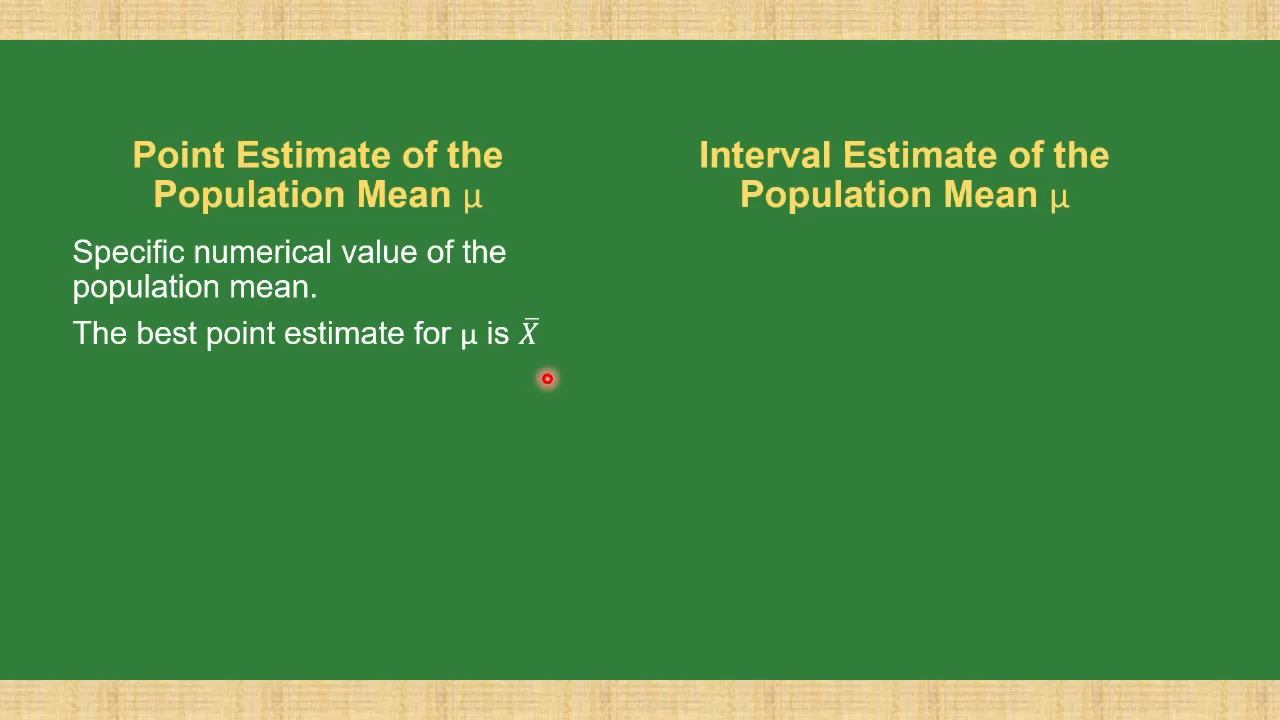 Point Estimate of the
Population Mean μ
Specific numerical value of the
population mean.
The best point estimate for μ is X̅
Interval Estimate of the
Population Mean μ